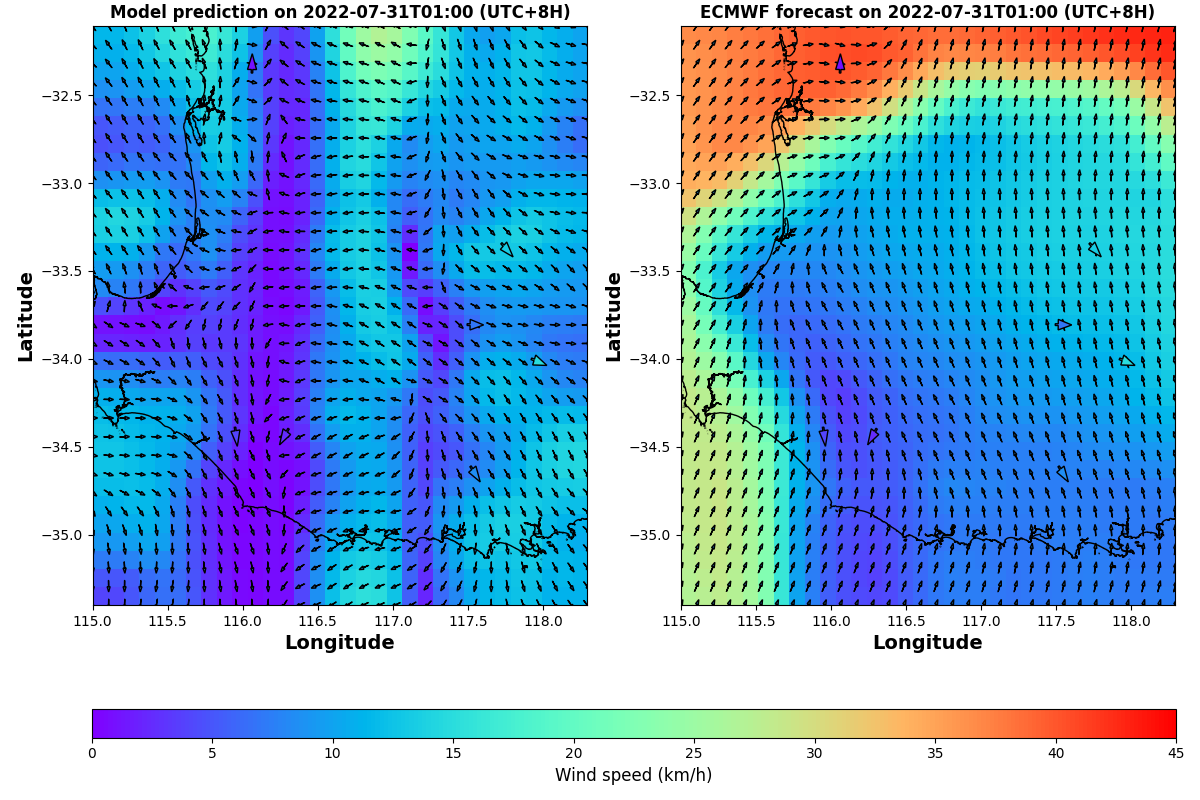 Model prediction on 2022-07-31T01:00 (UTC+8H)
ECMWF forecast on 2022-07-31T01:00 (UTC+8H)
Latitude
−32.5
−33.0
−33.5
−34.0
−34.5
−35.0
115.0 115.5 116.0 116.5 117.0 117.5 118.0
Longitude
Latitude
−32.5
−33.0
−33.5
−34.0
−34.5
−35.0
115.0 115.5 116.0 116.5 117.0 117.5 118.0
Longitude
0 5 10 15 20 25 30 35 40 45
Wind speed (km/h)